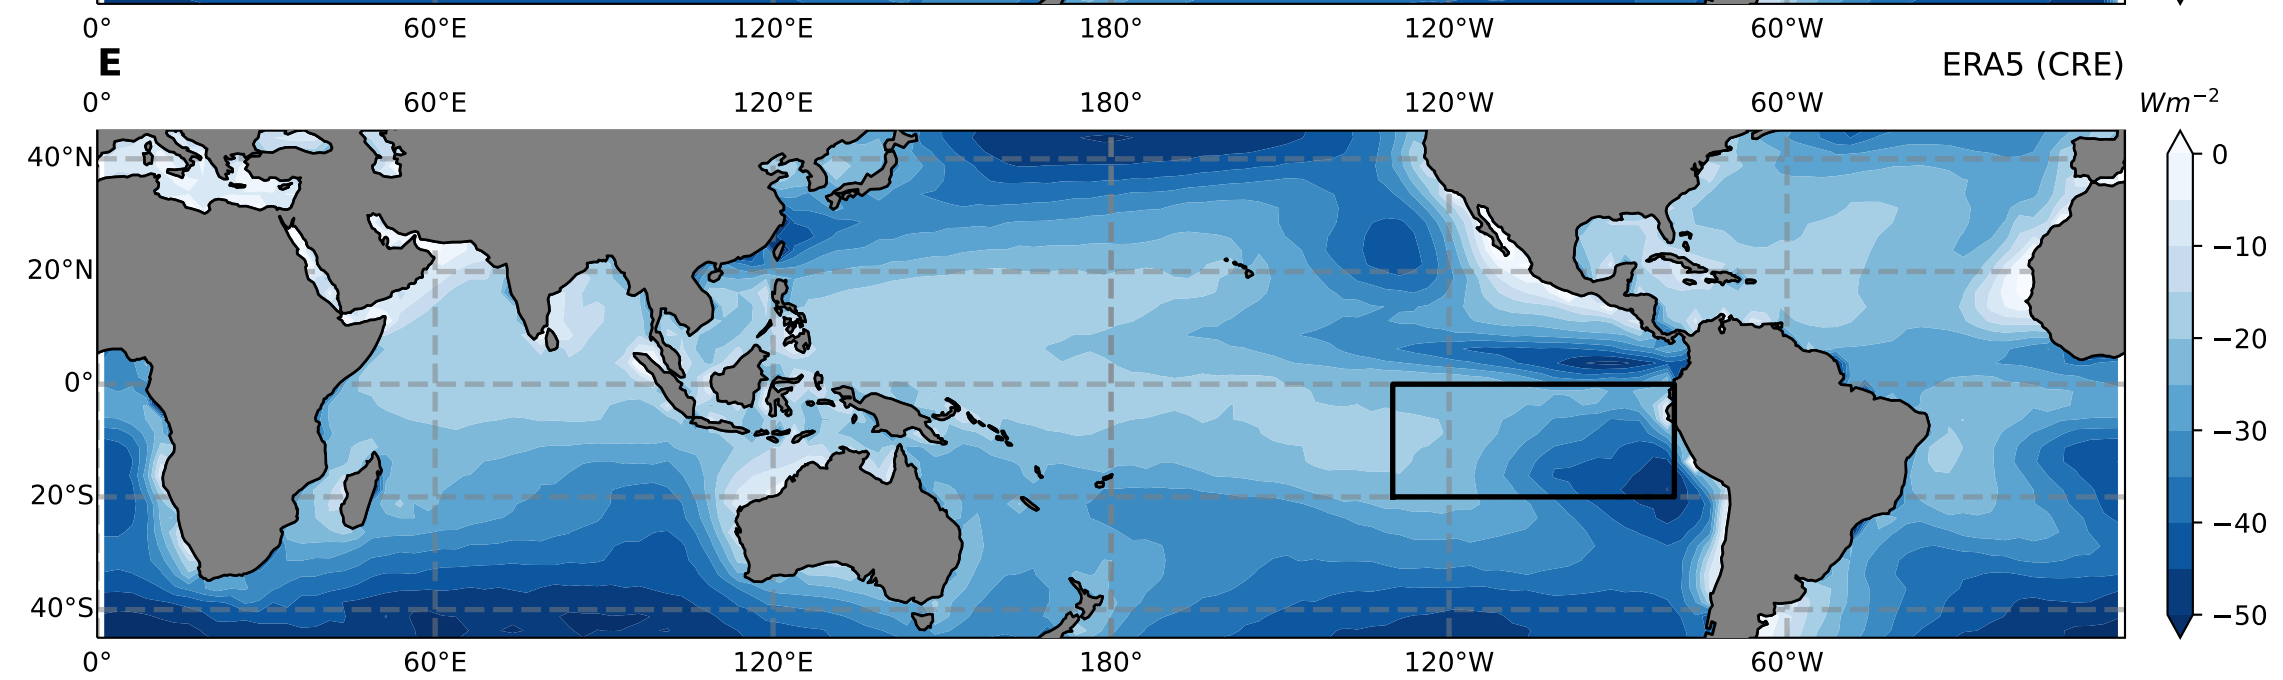 0° 60°E 120°E 180° 120°W 60°W
E ERA5 (CRE)
0° 60°E 120°E 180° 120°W 60°W Wm⁻²
40°N 0
−10
20°N
−20
0°
−30
20°S
−40
40°S
−50
0° 60°E 120°E 180° 120°W 60°W